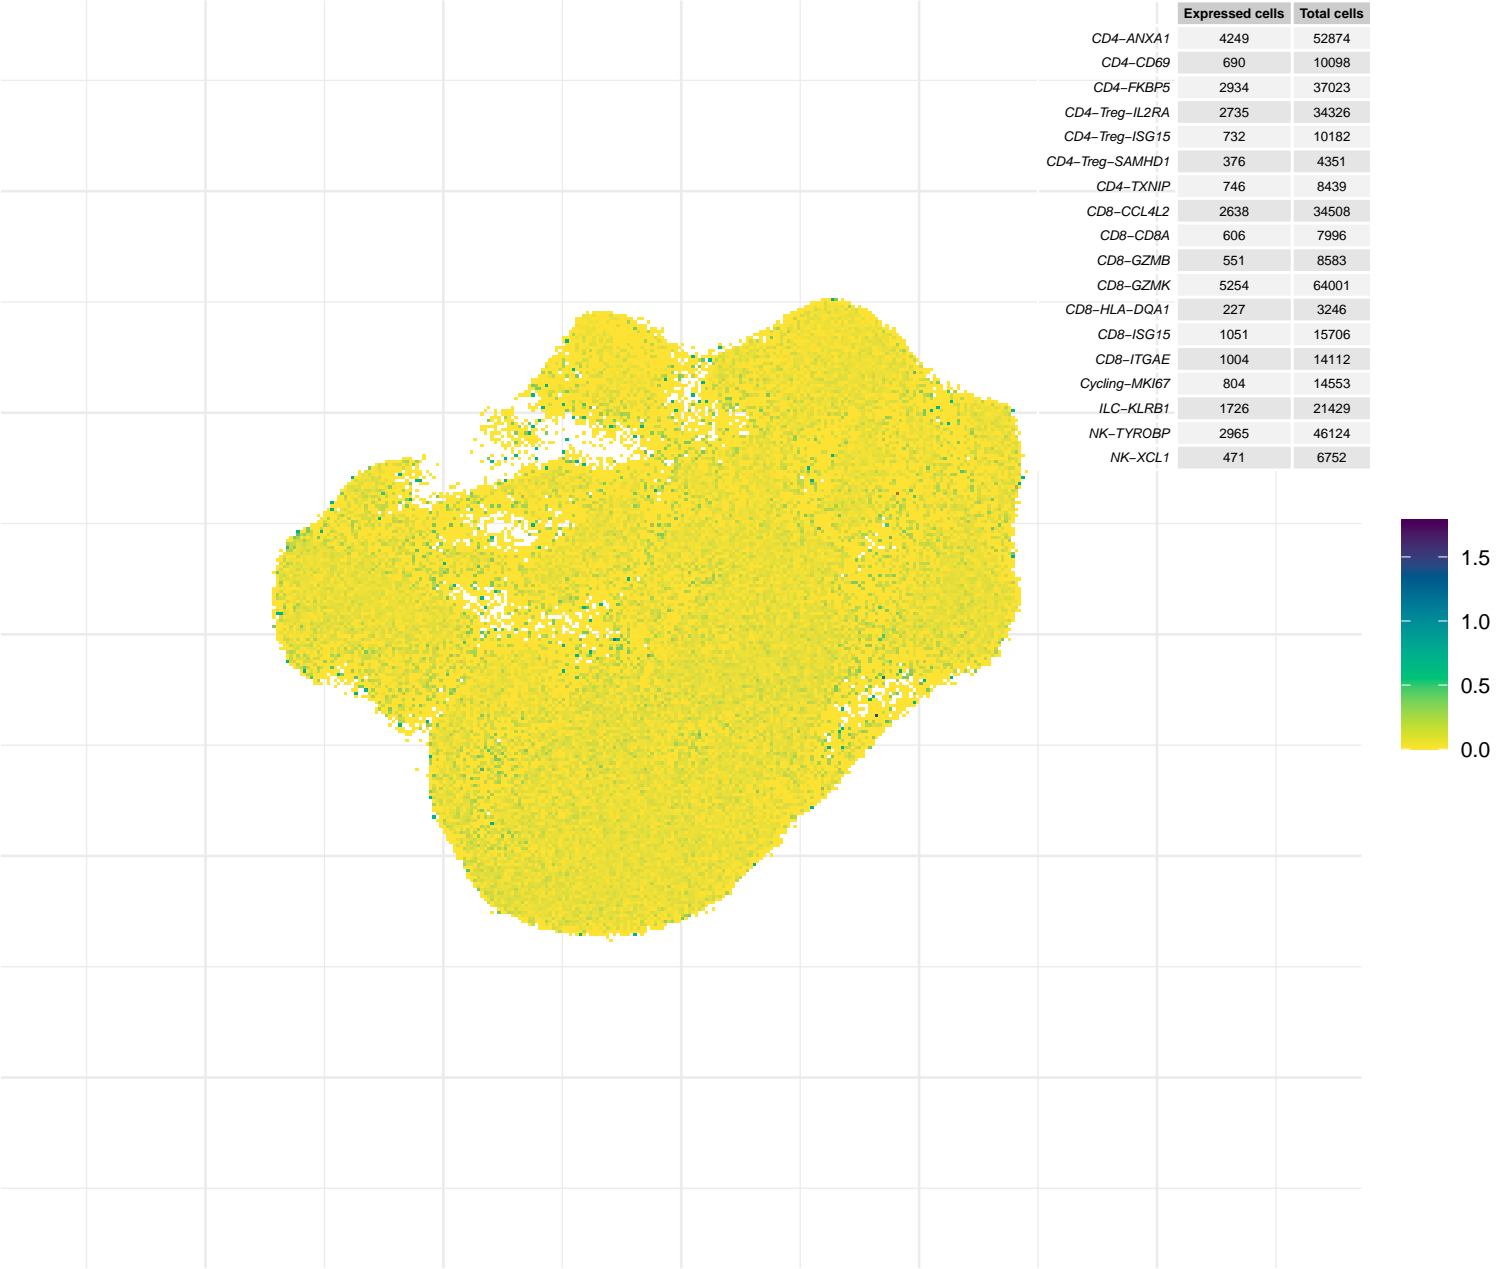 Expressed cells Total cells
CD4−ANXA1 4249 52874
CD4−CD69 690 10098
CD4−FKBP5 2934 37023
CD4−Treg−IL2RA 2735 34326
CD4−Treg−ISG15 732 10182
CD4−Treg−SAMHD1 376 4351
CD4−TXNIP 746 8439
CD8−CCL4L2 2638 34508
CD8−CD8A 606 7996
CD8−GZMB 551 8583
CD8−GZMK 5254 64001
CD8−HLA−DQA1 227 3246
CD8−ISG15 1051 15706
CD8−ITGAE 1004 14112
Cycling−MKI67 804 14553
ILC−KLRB1 1726 21429
NK−TYROBP 2965 46124
NK−XCL1 471 6752
1.5
1.0
0.5
0.0